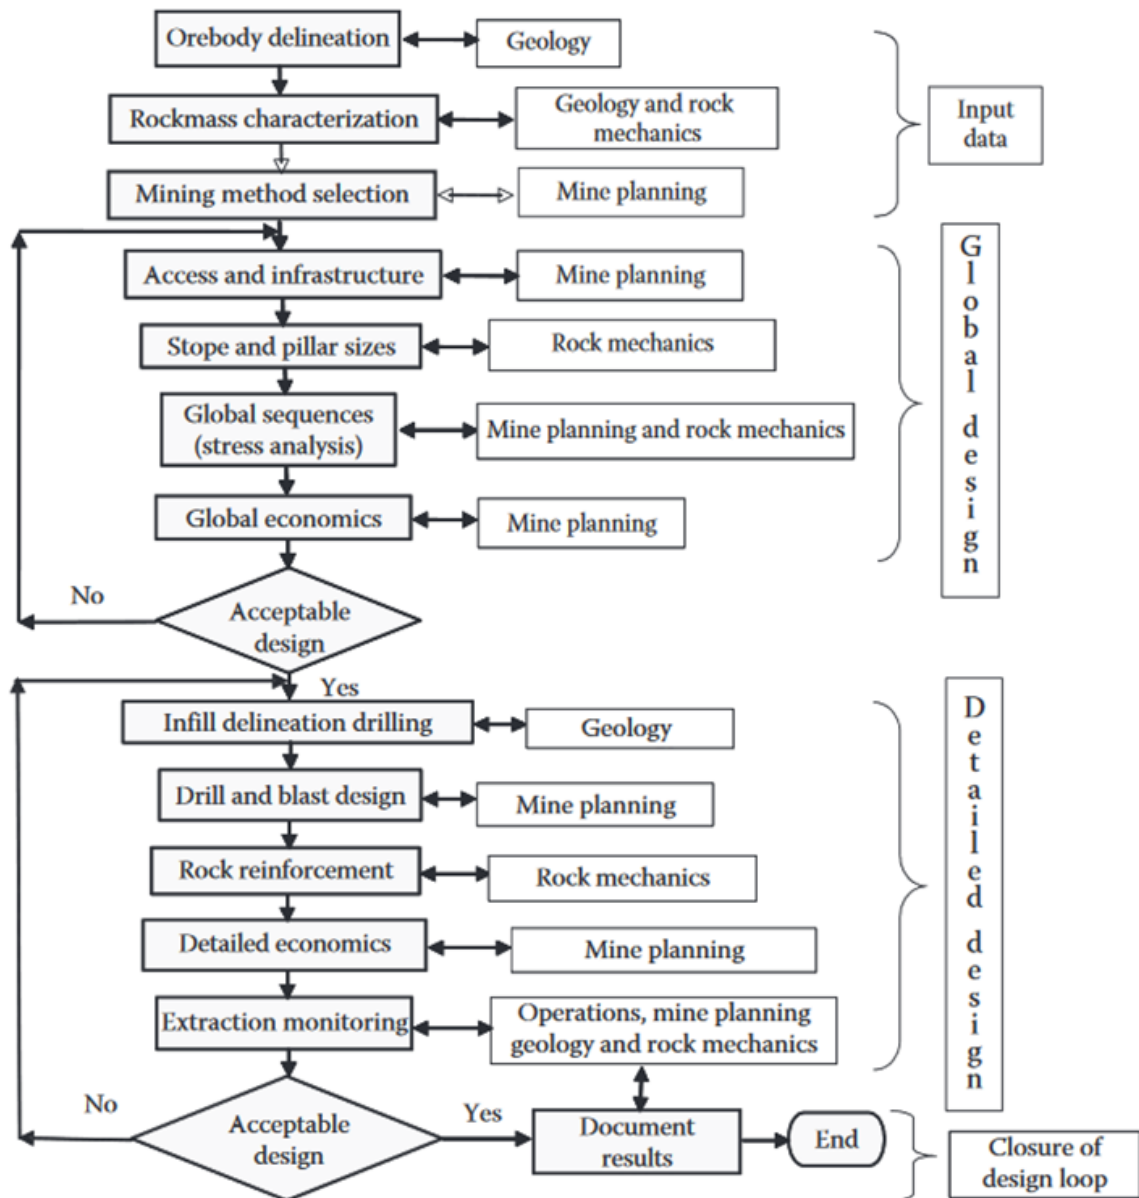 Orebody delineation
Geology
Rockmass characterization
Geology and rock
mechanics
Input
data
Mining method selection
Mine planning
Access and infrastructure
Mine planning
Stope and pillar sizes
Rock mechanics
Global sequences
(stress analysis)
Mine planning and rock mechanics
Global economics
Mine planning
Global design
No
Acceptable
design
Yes
Infill delineation drilling
Geology
Drill and blast design
Mine planning
Rock reinforcement
Rock mechanics
Detailed economics
Mine planning
Extraction monitoring
Operations, mine planning
geology and rock mechanics
Detailed design
No
Acceptable
design
Yes
Document
results
End
Closure of
design loop